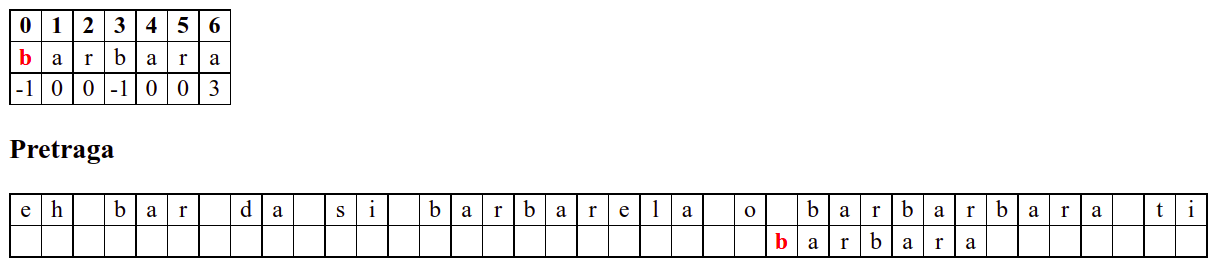 0 1 2 3 4 5 6
b a r b a r a
-1 0 0 -1 0 0 3
Pretraga
e h b a r d a s i b a r b a r e l a o b a r b a r b a r a t i
b a r b a r a